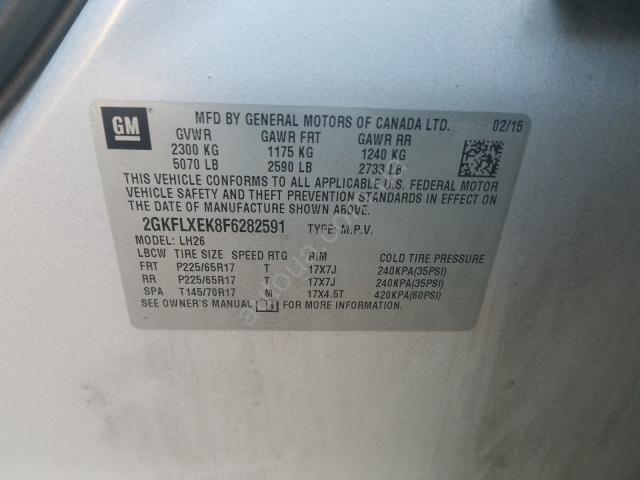 GM
MFD BY GENERAL MOTORS OF CANADA LTD. 02/15
GVWR GAWR FRT GAWR RR
2300 KG 1175 KG 1240 KG
5070 LB 2590 LB 2733 LB
THIS VEHICLE CONFORMS TO ALL APPLICABLE U.S. FEDERAL MOTOR
VEHICLE SAFETY AND THEFT PREVENTION STANDARDS IN EFFECT ON
THE DATE OF MANUFACTURE SHOWN ABOVE.
2GKFLXEK8F6282591 TYPE: M.P.V.
MODEL: LH26
LBCW TIRE SIZE SPEED RTG RIM COLD TIRE PRESSURE
FRT P225/65R17 T 17X7J 240KPA(35PSI)
RR P225/65R17 T 17X7J 240KPA(35PSI)
SPA T145/70R17 M 17X4.5T 420KPA(60PSI)
SEE OWNER'S MANUAL FOR MORE INFORMATION.